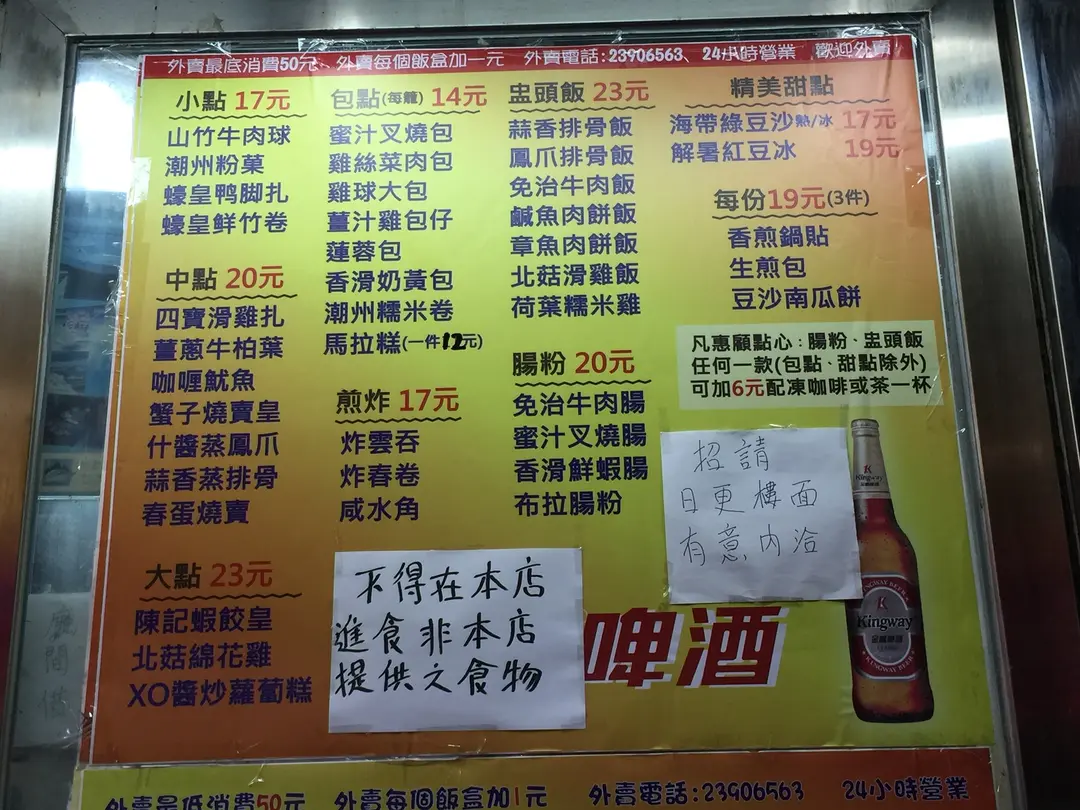 外賣最底消費50元、外賣每個飯盒加一元 外賣電話:23906563、24小時營業 歡迎外賣
小點 17元
山竹牛肉球
潮州粉菓
蠔皇鸭脚扎
蠔皇鮮竹卷
中點 20元
四寶滑雞扎
薑蔥牛柏葉
咖喱魷魚
蟹子燒賣皇
什醬蒸鳳爪
蒜香蒸排骨
春蛋燒賣
大點 23元
陳記蝦餃皇
北菇綿花雞
XO醬炒蘿蔔糕
包點(每籠) 14元
蜜汁叉燒包
雞絲菜肉包
雞球大包
薑汁雞包仔
蓮蓉包
香滑奶黃包
潮州糯米卷
馬拉糕(一件12元)
煎炸 17元
炸雲吞
炸春卷
咸水角
盅頭飯 23元
蒜香排骨飯
鳳爪排骨飯
免治牛肉飯
鹹魚肉餅飯
章魚肉餅飯
北菇滑雞飯
荷葉糯米雞
腸粉 20元
免治牛肉腸
蜜汁叉燒腸
香滑鮮蝦腸
布拉腸粉
精美甜點
海帶綠豆沙熱/冰 17元
解暑紅豆冰 19元
每份19元(3件)
香煎鍋貼
生煎包
豆沙南瓜餅
凡惠顧點心：腸粉、盅頭飯
任何一款(包點、甜點除外)
可加6元配凍咖啡或茶一杯
招請
日更樓面
有意內洽
不得在本店
進食非本店
提供之食物
啤酒
Kingway
KINGWAY BEER
Kingway
KINGWAY BEER
外賣最低消費50元 外賣每個飯盒加1元 外賣電話:23906563 24小時營業